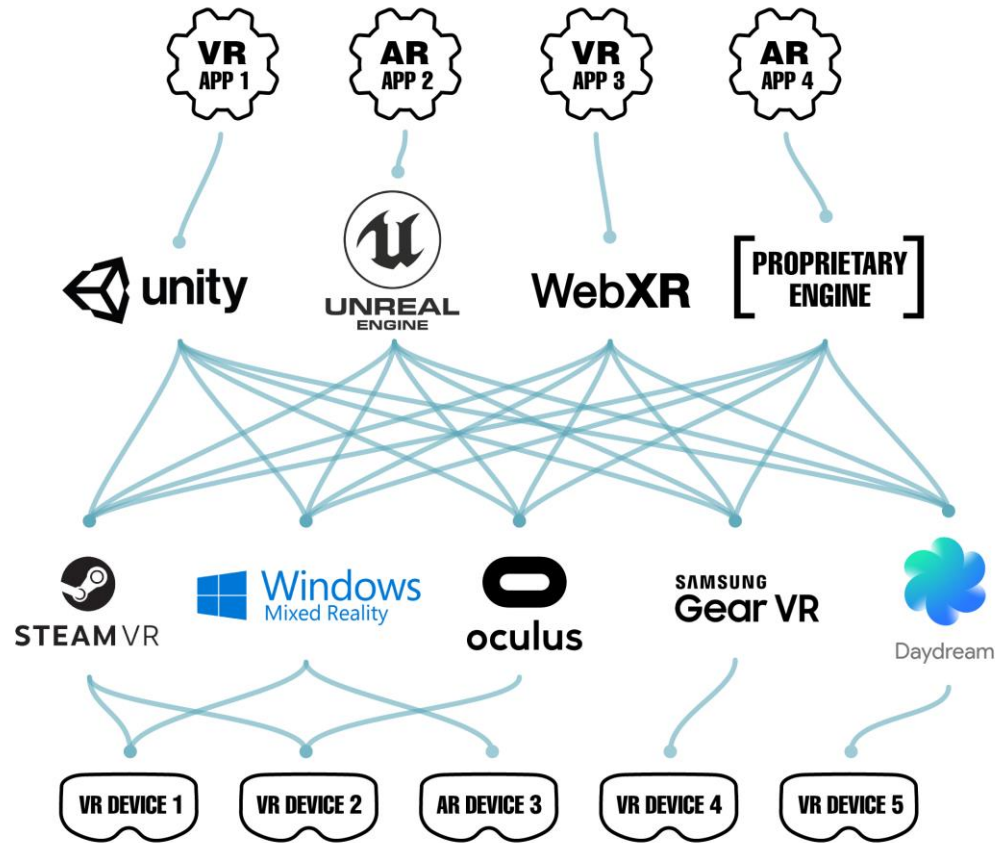 VR
APP 1
AR
APP 2
VR
APP 3
AR
APP 4
unity
UNREAL
ENGINE
WebXR
PROPRIETARY
ENGINE
STEAMVR
Windows
Mixed Reality
oculus
SAMSUNG
Gear VR
Daydream
VR DEVICE 1
VR DEVICE 2
AR DEVICE 3
VR DEVICE 4
VR DEVICE 5